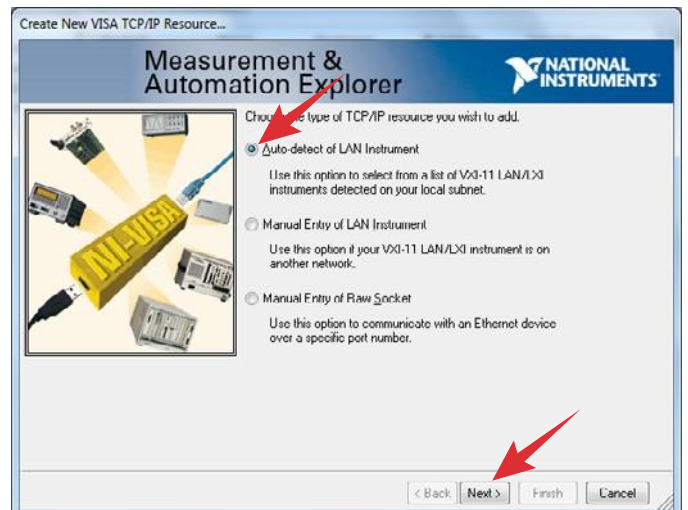 Create New VISA TCP/IP Resource...
Measurement &
Automation Explorer
NATIONAL
INSTRUMENTS
NI-VISA
type of TCP/IP resource you wish to add.
Auto-detect of LAN Instrument
Use this option to select from a list of VXI-11 LAN/LXI
instruments detected on your local subnet.
Manual Entry of LAN Instrument
Use this option if your VXI-11 LAN/LXI instrument is on
another network.
Manual Entry of Raw Socket
Use this option to communicate with an Ethernet device
over a specific port number.
< Back Next > Finish Cancel